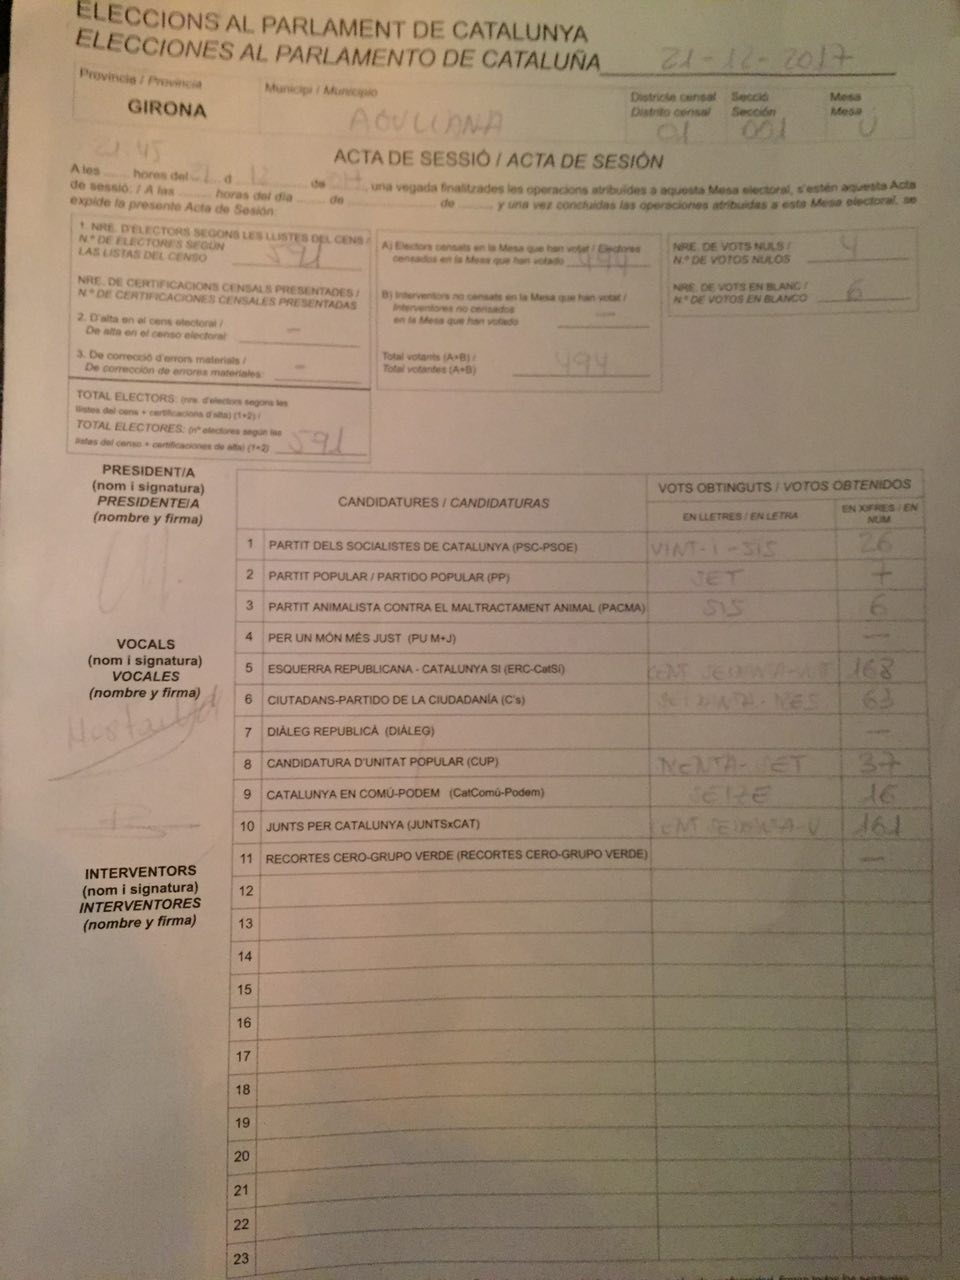 ELECCIONS AL PARLAMENT DE CATALUNYA
ELECCIONES AL PARLAMENTO DE CATALUÑA 21-12-2017
Provincia / Provincia
GIRONA
Municipi / Municipio
AGULLANA
Districte censal
Distrito censal
01
Secció
Sección
001
Mesa
Mesa
U
ACTA DE SESSIÓ / ACTA DE SESIÓN
21:45
A les ....... hores del 21 d 12 de ......., una vegada finalitzades les operacions atribuïdes a aquesta Mesa electoral, s'estén aquesta Acta
de sessió. / A las ........ horas del día ........ de .................... de ........ y una vez concluidas las operaciones atribuidas a esta Mesa electoral, se
expide la presente Acta de Sesión.
1 NRE. D'ELECTORS SEGONS LES LLISTES DEL CENS /
N.º DE ELECTORES SEGÚN
LAS LISTAS DEL CENSO 591
NRE. DE CERTIFICACIONS CENSALS PRESENTADES /
N.º DE CERTIFICACIONES CENSALES PRESENTADAS
2. D'alta en el cens electoral /
De alta en el censo electoral: —
3. De correcció d'errors materials /
De corrección de errores materiales: —
TOTAL ELECTORS: (nre. d'electors segons les
llistes del cens + certificacions d'alta) (1+2) /
TOTAL ELECTORES: (nº electores según las
listas del censo + certificaciones de alta) (1+2) 591
A) Electors censats en la Mesa que han votat / Electores
censados en la Mesa que han votado 494
B) Interventors no censats en la Mesa que han votat /
Interventores no censados
en la Mesa que han votado —
Total votants (A+B) /
Total votantes (A+B) 494
NRE. DE VOTS NULS /
N.º DE VOTOS NULOS 4
NRE. DE VOTS EN BLANC /
Nº DE VOTOS EN BLANCO 6
PRESIDENT/A
(nom i signatura)
PRESIDENTE/A
(nombre y firma)
VOCALS
(nom i signatura)
VOCALES
(nombre y firma)
INTERVENTORS
(nom i signatura)
INTERVENTORES
(nombre y firma)
CANDIDATURES / CANDIDATURAS
VOTS OBTINGUTS / VOTOS OBTENIDOS
EN LLETRES / EN LETRA
EN XIFRES / EN NUM
1 PARTIT DELS SOCIALISTES DE CATALUNYA (PSC-PSOE) VINT-I-SIS 26
2 PARTIT POPULAR / PARTIDO POPULAR (PP) SET 7
3 PARTIT ANIMALISTA CONTRA EL MALTRACTAMENT ANIMAL (PACMA) SIS 6
4 PER UN MÓN MÉS JUST (PU M+J) —
5 ESQUERRA REPUBLICANA - CATALUNYA SI (ERC-CatSí) CENT SEIXANTA-VUIT 168
6 CIUTADANS-PARTIDO DE LA CIUDADANÍA (C's) SEIXANTA-TRES 63
7 DIÀLEG REPUBLICÀ (DIÀLEG) —
8 CANDIDATURA D'UNITAT POPULAR (CUP) TRENTA-SET 37
9 CATALUNYA EN COMÚ-PODEM (CatComú-Podem) SETZE 16
10 JUNTS PER CATALUNYA (JUNTSxCAT) CENT SEIXANTA-U 161
11 RECORTES CERO-GRUPO VERDE (RECORTES CERO-GRUPO VERDE) —
12
13
14
15
16
17
18
19
20
21
22
23